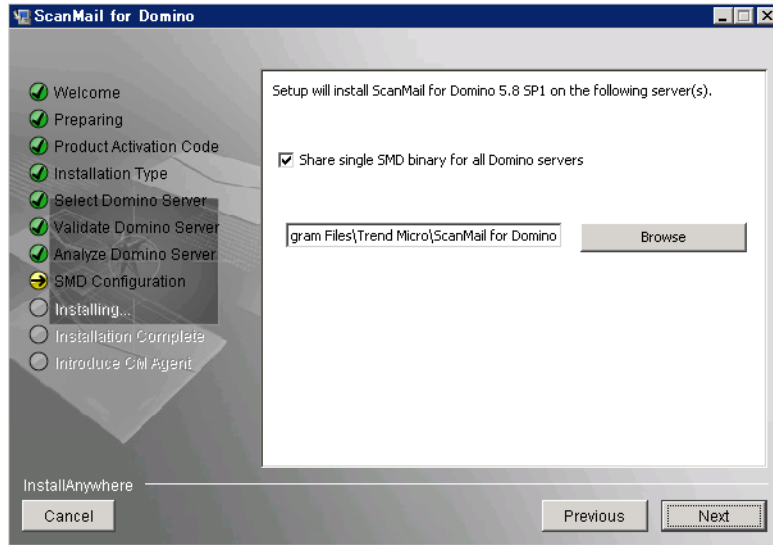 ScanMail for Domino
Welcome
Preparing
Product Activation Code
Installation Type
Select Domino Server
Validate Domino Server
Analyze Domino Server
SMD Configuration
Installing...
Installation Complete
Introduce CM Agent
Setup will install ScanMail for Domino 5.8 SP1 on the following server(s).
Share single SMD binary for all Domino servers
gram Files\Trend Micro\ScanMail for Domino
Browse
InstallAnywhere
Cancel
Previous
Next